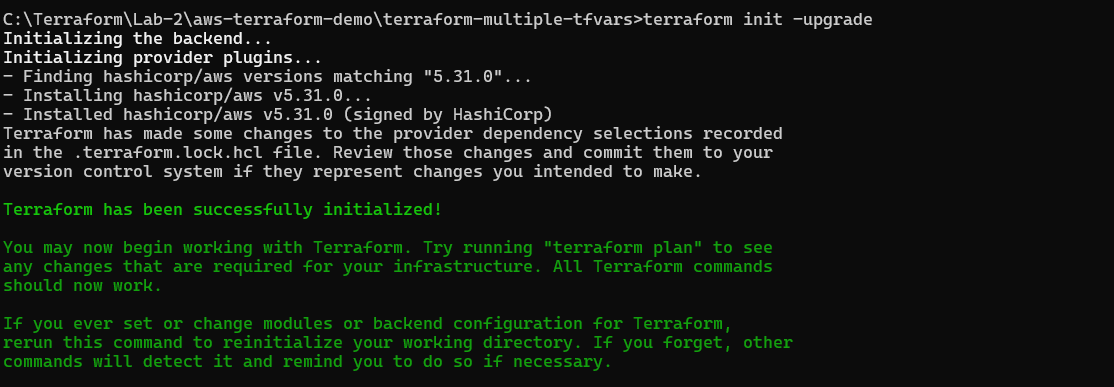 C:\Terraform\Lab-2\aws-terraform-demo\terraform-multiple-tfvars>terraform init -upgrade
Initializing the backend...
Initializing provider plugins...
- Finding hashicorp/aws versions matching "5.31.0"...
- Installing hashicorp/aws v5.31.0...
- Installed hashicorp/aws v5.31.0 (signed by HashiCorp)
Terraform has made some changes to the provider dependency selections recorded
in the .terraform.lock.hcl file. Review those changes and commit them to your
version control system if they represent changes you intended to make.
Terraform has been successfully initialized!
You may now begin working with Terraform. Try running "terraform plan" to see
any changes that are required for your infrastructure. All Terraform commands
should now work.
If you ever set or change modules or backend configuration for Terraform,
rerun this command to reinitialize your working directory. If you forget, other
commands will detect it and remind you to do so if necessary.